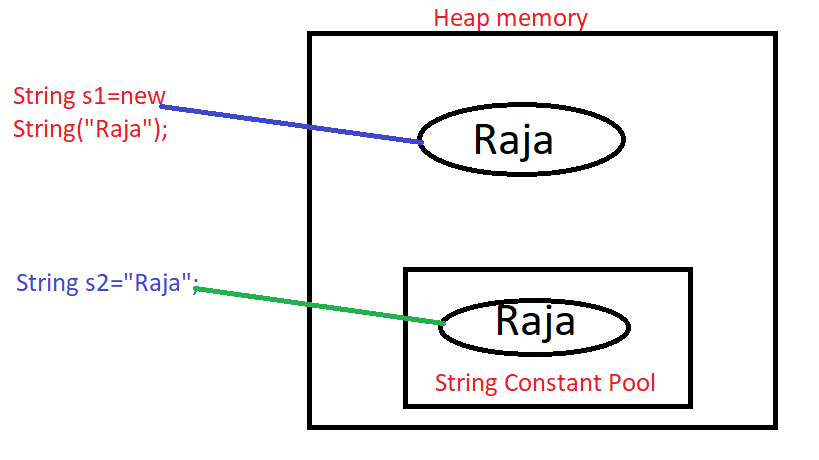 Heap memory
String s1=new
String("Raja");
Raja
String s2="Raja";
Raja
String Constant Pool